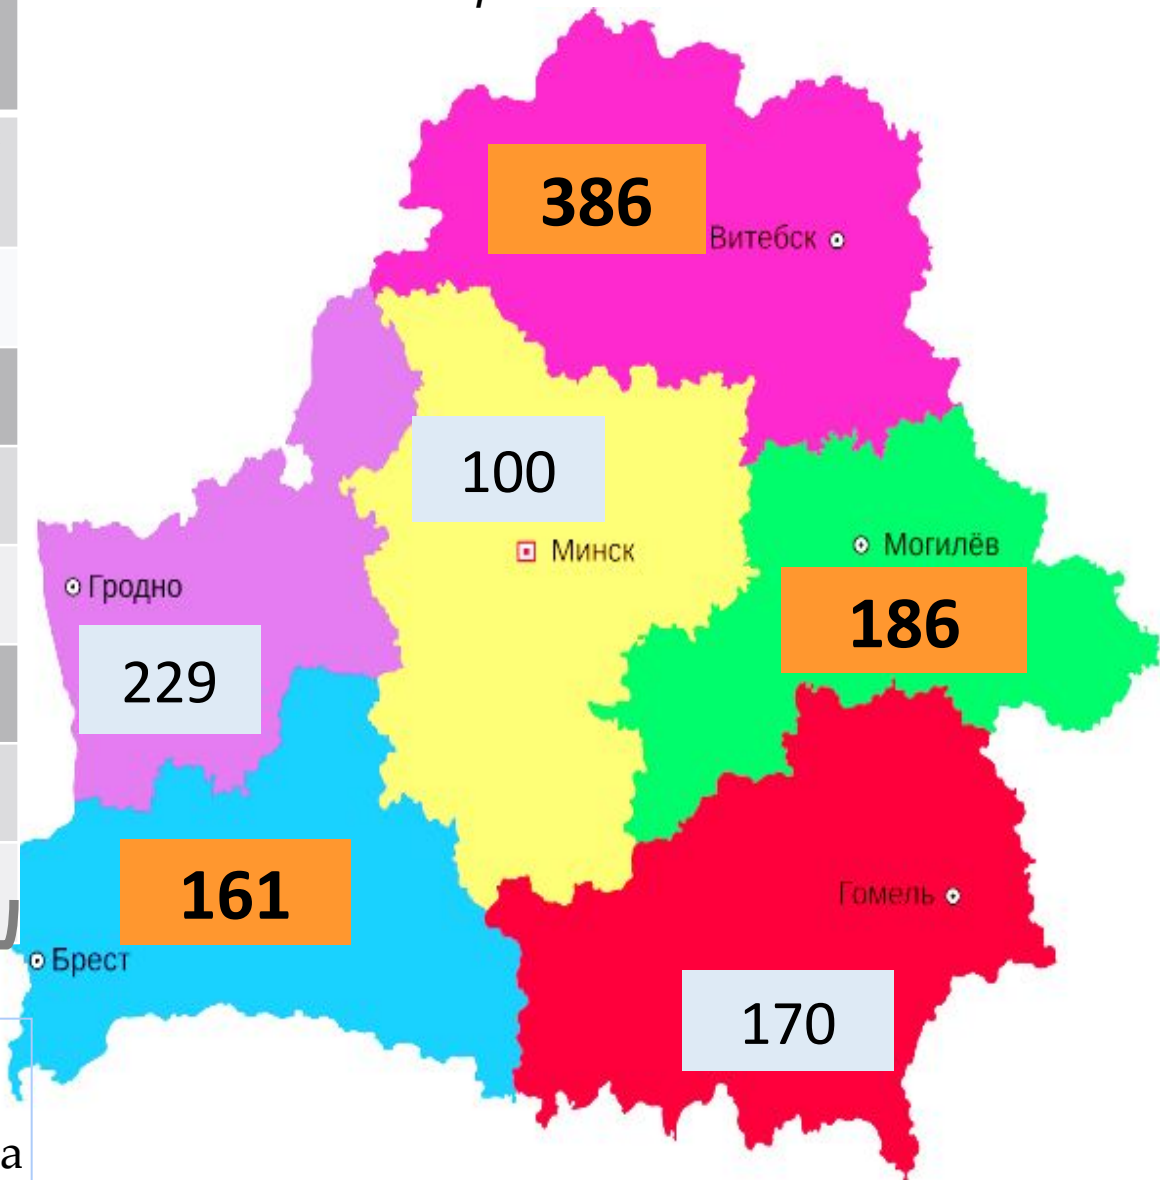 386
Витебск
100
Минск
Могилёв
Гродно
186
229
161
Гомель
Брест
170
а